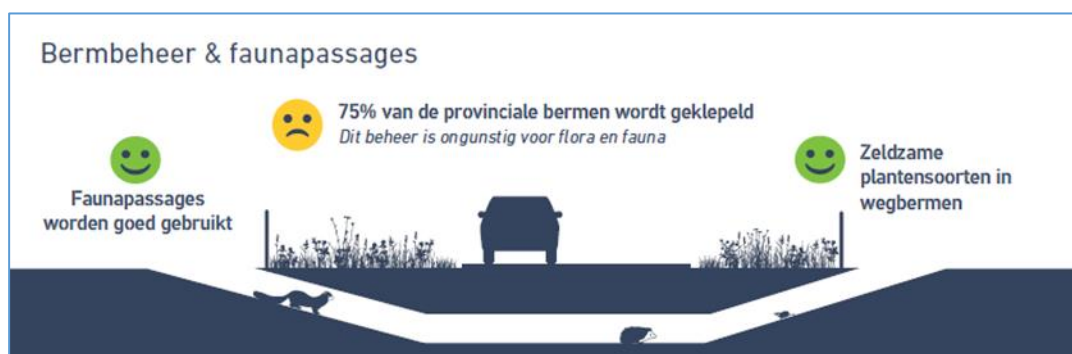 Bermbeheer & faunapassages
75% van de provinciale bermen wordt geklepeld
Dit beheer is ongunstig voor flora en fauna
Faunapassages
worden goed gebruikt
Zeldzame
plantensoorten in
wegbermen